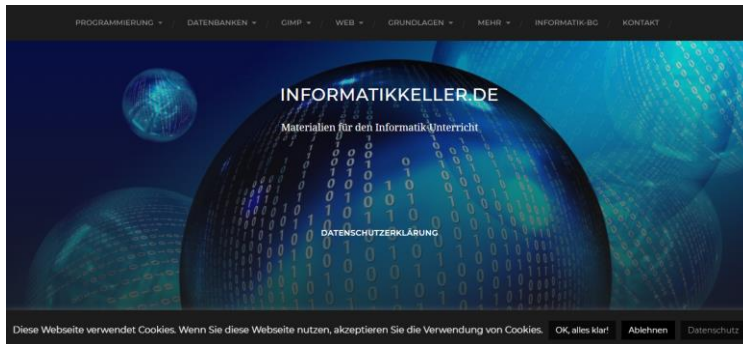 PROGRAMMIERUNG DATENBANKEN GIMP WEB GRUNDLAGEN MEHR INFORMATIK-BG KONTAKT
INFORMATIKKELLER.DE
Materialien für den Informatik-Unterricht
DATENSCHUTZERKLÄRUNG
Diese Webseite verwendet Cookies. Wenn Sie diese Webseite nutzen, akzeptieren Sie die Verwendung von Cookies. OK, alles klar! Ablehnen Datenschutz